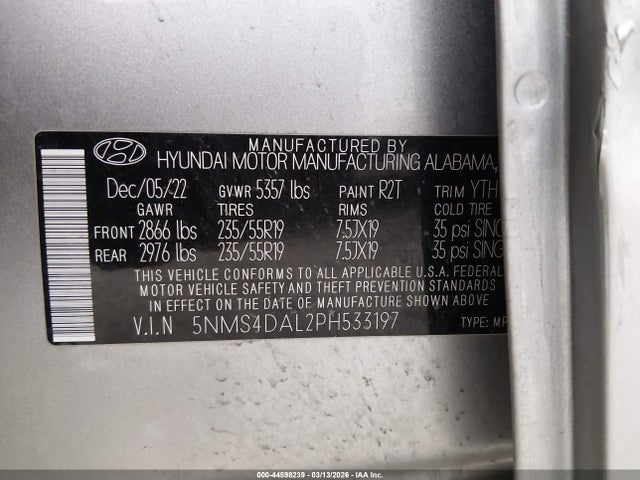 MANUFACTURED BY
HYUNDAI MOTOR MANUFACTURING ALABAMA,
Dec/05/22 GVWR 5357 lbs PAINT R2T TRIM YTH
GAWR TIRES RIMS COLD TIRE
FRONT 2866 lbs 235/55R19 7.5JX19 35 psi SING
REAR 2976 lbs 235/55R19 7.5JX19 35 psi SING
THIS VEHICLE CONFORMS TO ALL APPLICABLE U.S.A. FEDERAL
MOTOR VEHICLE SAFETY AND THEFT PREVENTION STANDARDS
IN EFFECT ON THE DATE OF MANUFACTURE SHOWN ABOVE
V.I.N 5NMS4DAL2PH533197 TYPE: MP
000-44598239 - 03/13/2026 - IAA Inc.